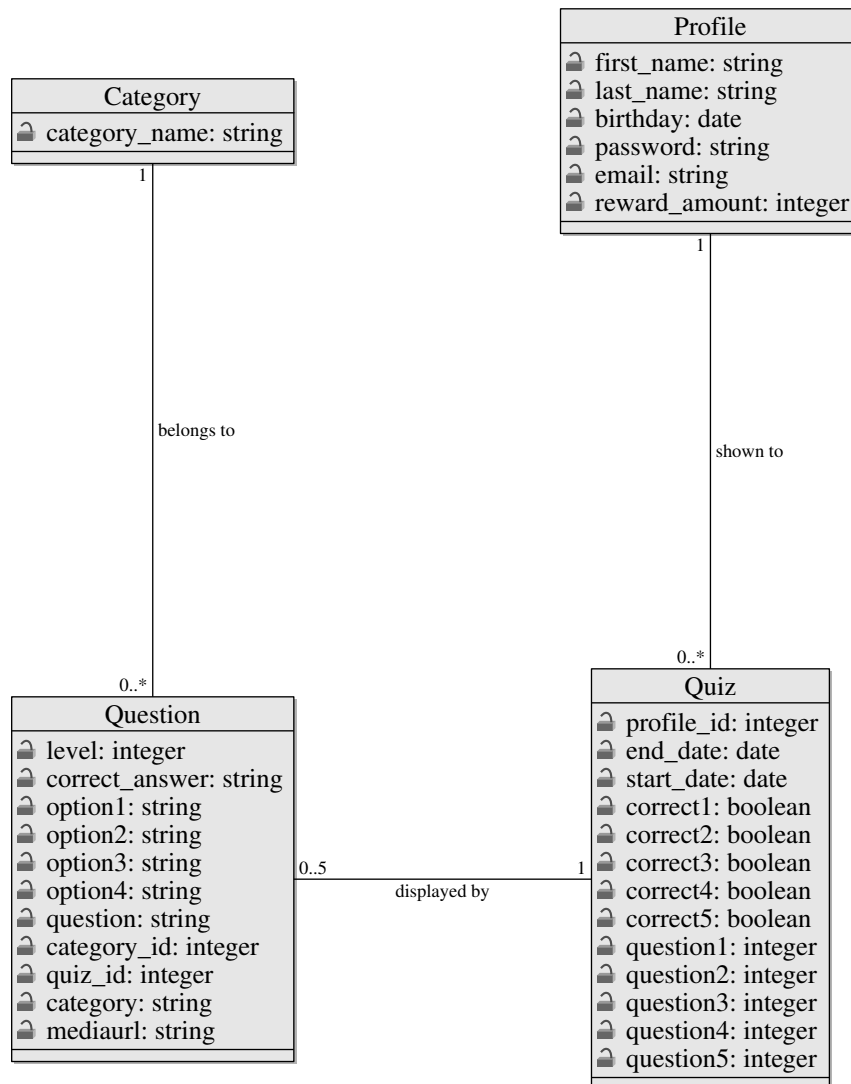 Profile
first_name: string
last_name: string
birthday: date
password: string
email: string
reward_amount: integer
1
Category
category_name: string
1
belongs to
shown to
0..*
Question
level: integer
correct_answer: string
option1: string
option2: string
option3: string
option4: string
question: string
category_id: integer
quiz_id: integer
category: string
mediaurl: string
0..5
displayed by
1
0..*
Quiz
profile_id: integer
end_date: date
start_date: date
correct1: boolean
correct2: boolean
correct3: boolean
correct4: boolean
correct5: boolean
question1: integer
question2: integer
question3: integer
question4: integer
question5: integer